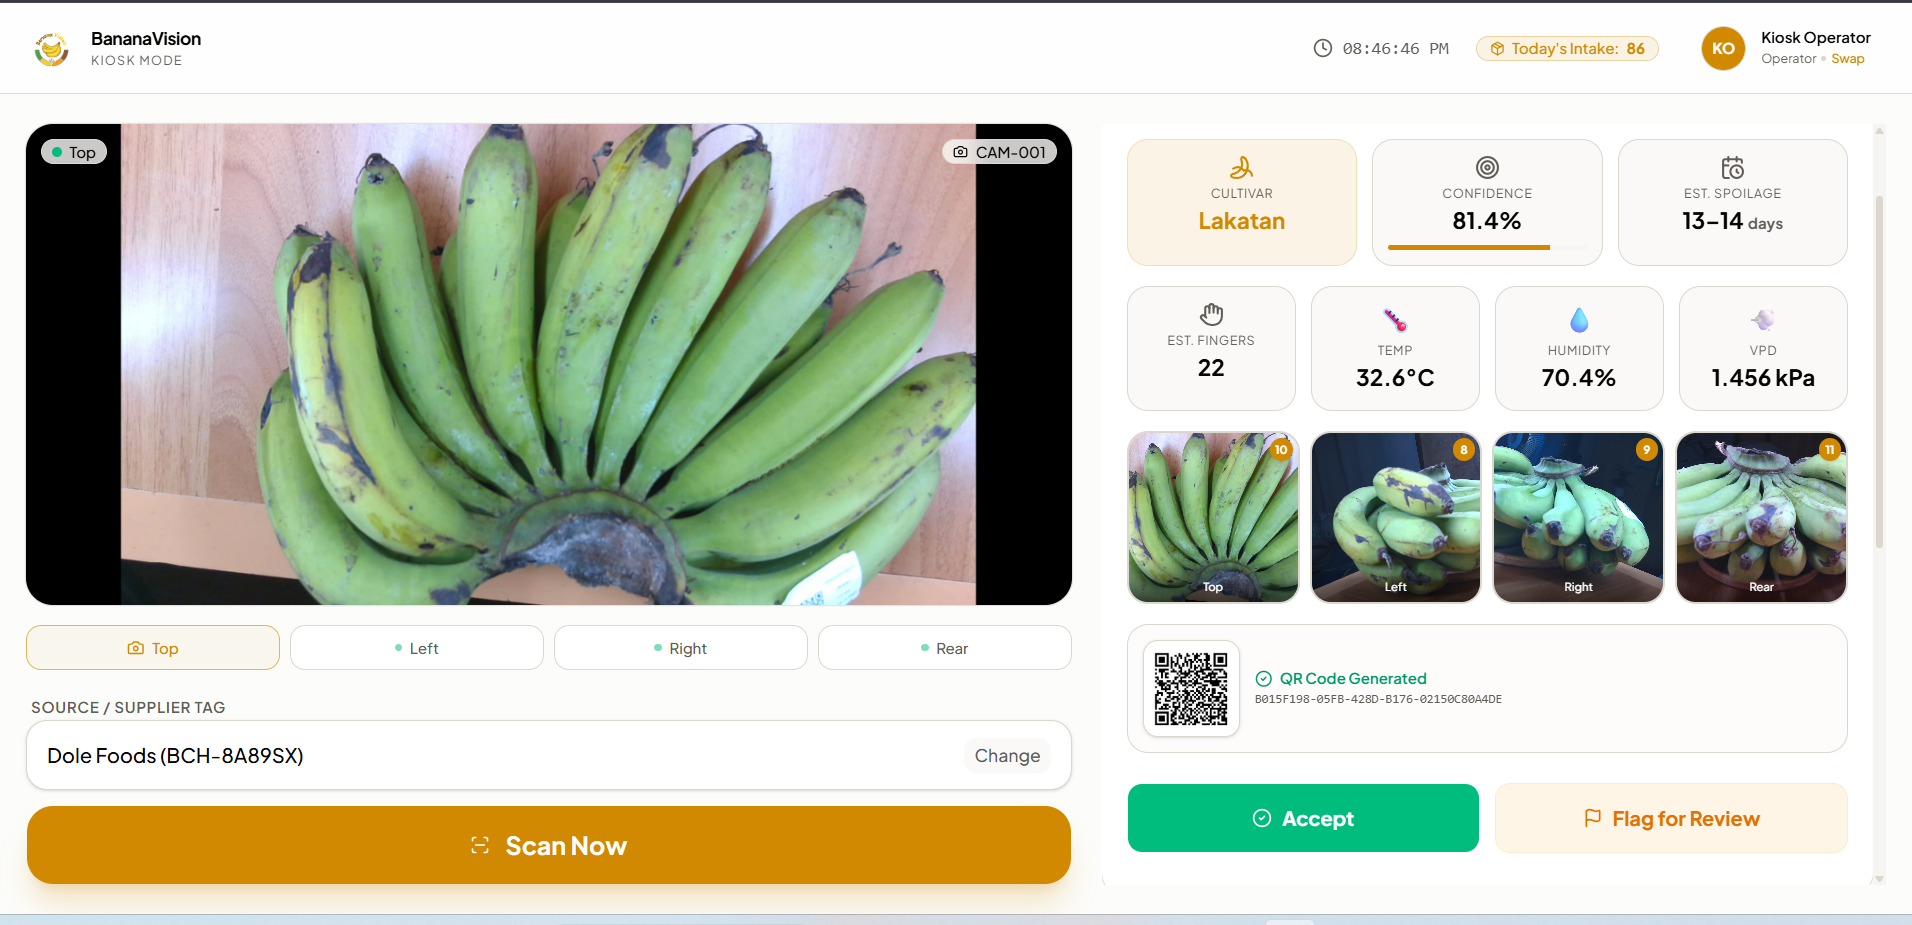 BananaVision
KIOSK MODE
08:46:46 PM
Today's Intake: 86
KO
Kiosk Operator
Operator • Swap
Top
CAM-001
Top
Left
Right
Rear
SOURCE / SUPPLIER TAG
Dole Foods (BCH-8A89SX)
Change
Scan Now
CULTIVAR
Lakatan
CONFIDENCE
81.4%
EST. SPOILAGE
13–14 days
EST. FINGERS
22
TEMP
32.6°C
HUMIDITY
70.4%
VPD
1.456 kPa
10
Top
8
Left
9
Right
11
Rear
QR Code Generated
B015F198-05FB-428D-B176-02150C80A4DE
Accept
Flag for Review